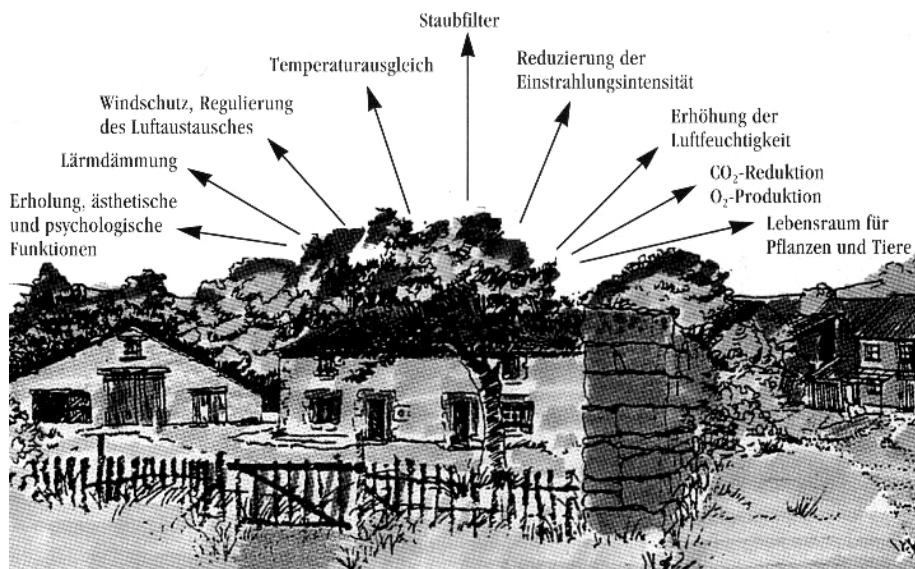 Staubfilter
Temperaturausgleich
Reduzierung der
Einstrahlungsintensität
Windschutz, Regulierung
des Luftaustausches
Erhöhung der
Luftfeuchtigkeit
Lärmdämmung
CO₂-Reduktion
O₂-Produktion
Erholung, ästhetische
und psychologische
Funktionen
Lebensraum für
Pflanzen und Tiere